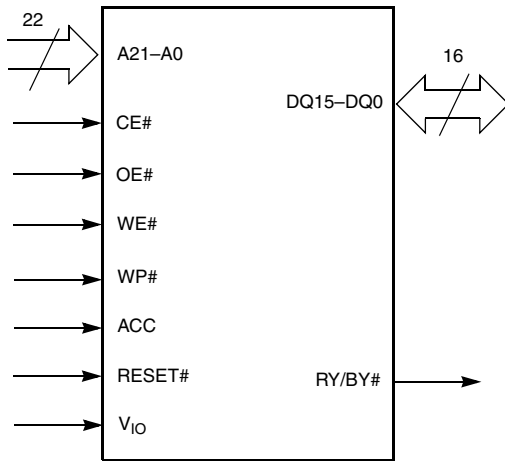 22
A21–A0
16
DQ15–DQ0
CE#
OE#
WE#
WP#
ACC
RESET#
RY/BY#
VIO